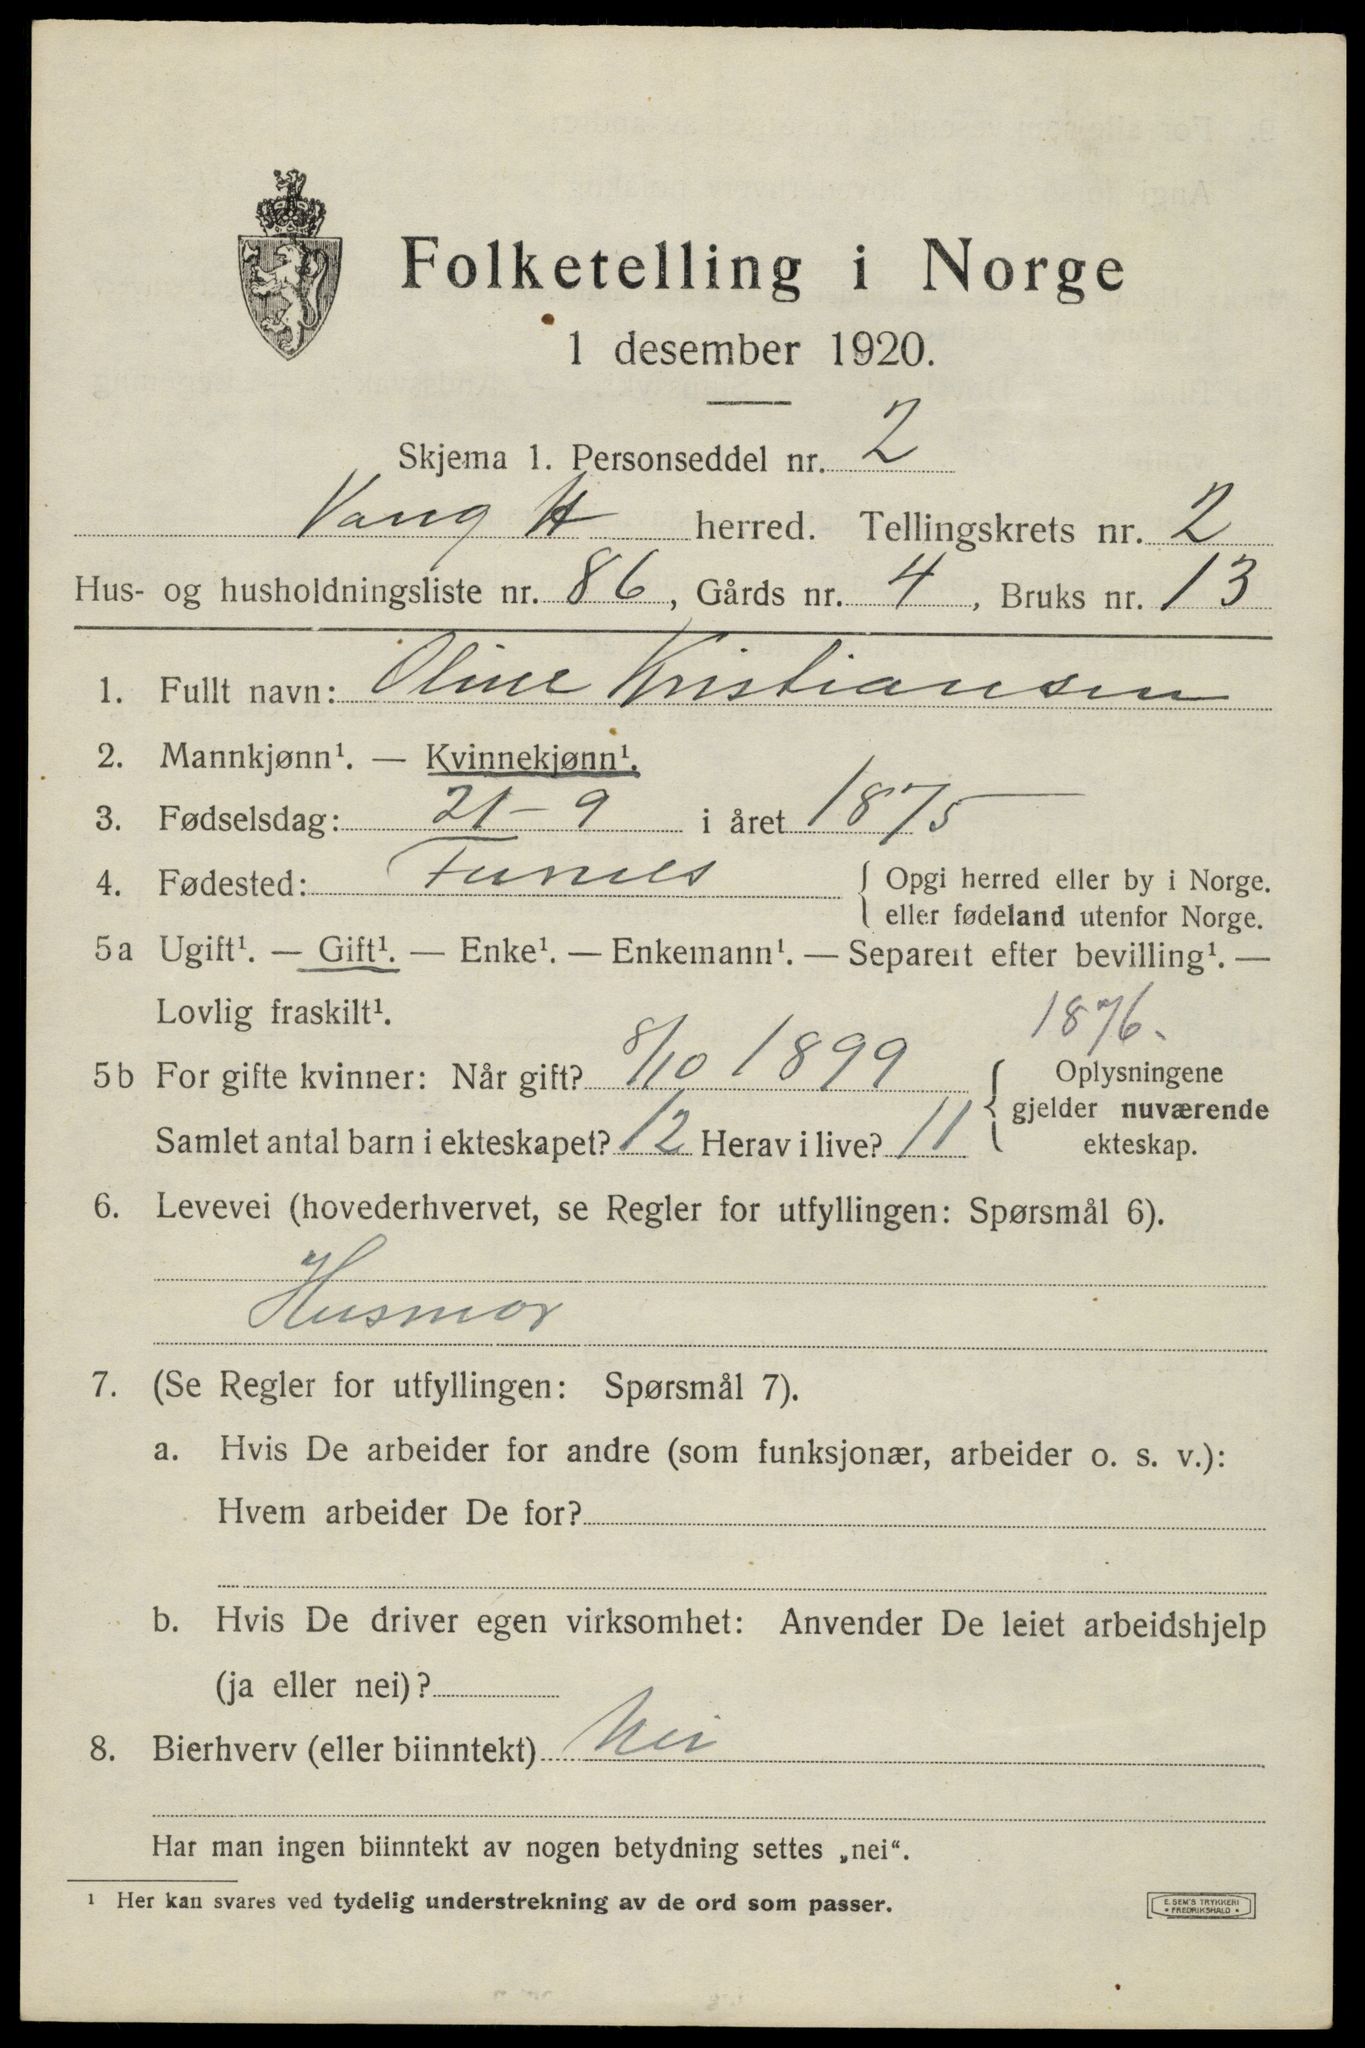 Folketelling i Norge
1 desember 1920.
Skjema 1. Personseddel nr. 2
Vang H herred. Tellingskrets nr. 2
Hus- og husholdningsliste nr. 86, Gårds nr. 4, Bruks nr. 13
1. Fullt navn: Oline Kristiansen
2. Mannkjønn¹. — Kvinnekjønn¹.
3. Fødselsdag: 21-9 i året 1875
4. Fødested: Furnes { Opgi herred eller by i Norge.
eller fødeland utenfor Norge.
5a Ugift¹. — Gift¹. — Enke¹. — Enkemann¹. — Separert efter bevilling¹. —
Lovlig fraskilt¹.
1876.
5b For gifte kvinner: Når gift? 8/10 1899 { Oplysningene
gjelder nuværende
Samlet antal barn i ekteskapet? 12 Herav i live? 11 ekteskap.
6. Levevei (hovederhvervet, se Regler for utfyllingen: Spørsmål 6).
Husmor
7. (Se Regler for utfyllingen: Spørsmål 7).
a. Hvis De arbeider for andre (som funksjonær, arbeider o. s. v.):
Hvem arbeider De for?
b. Hvis De driver egen virksomhet: Anvender De leiet arbeidshjelp
(ja eller nei)?
8. Bierhverv (eller biinntekt) Nei
Har man ingen biinntekt av nogen betydning settes „nei".
¹ Her kan svares ved tydelig understrekning av de ord som passer.
E. SEM'S TRYKKERI
• FREDRIKSHALD •